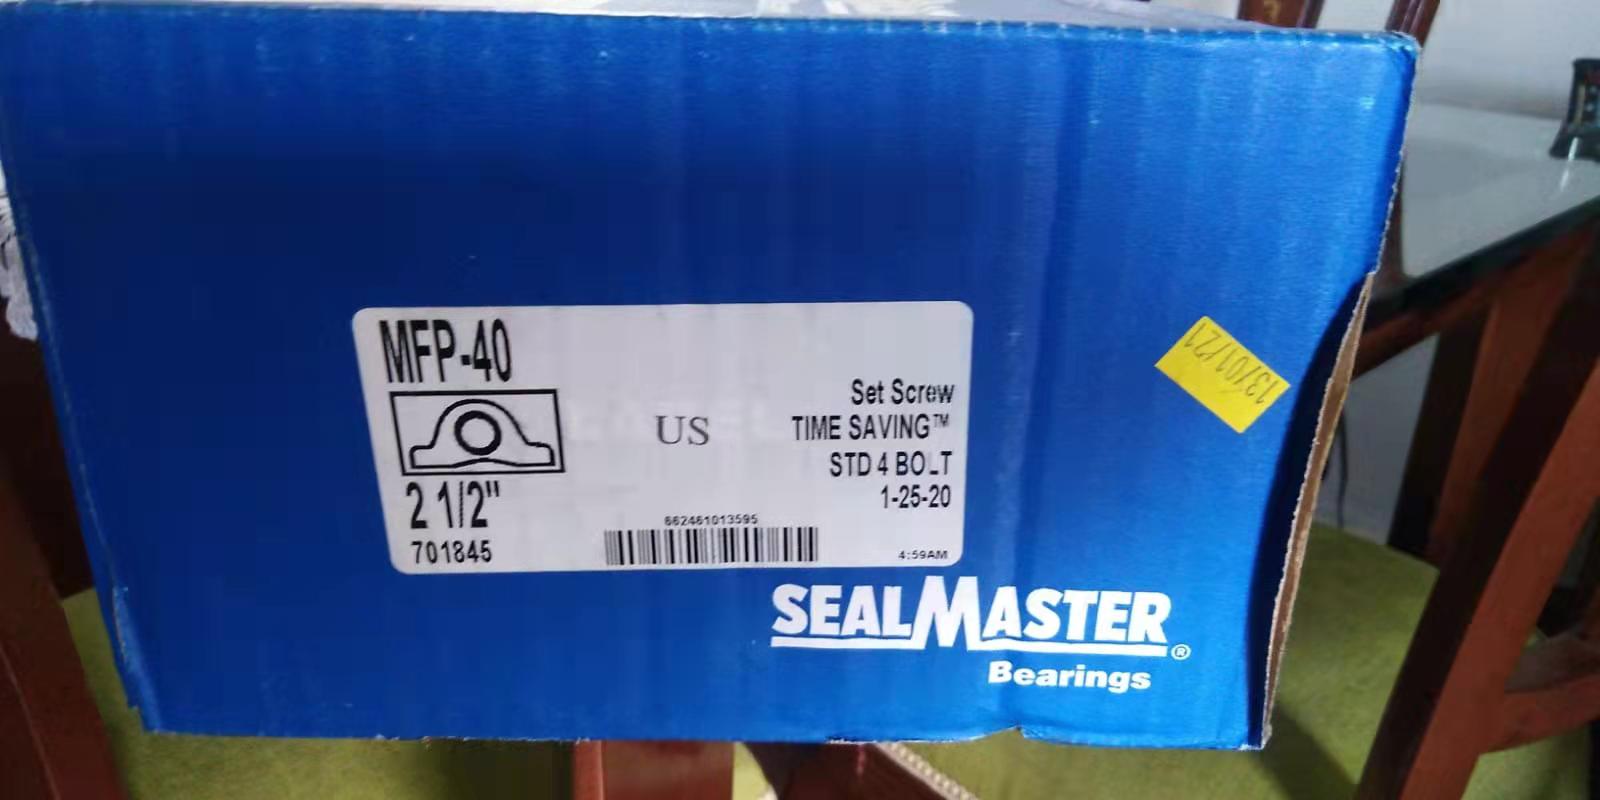 MFP-40
2 1/2"
701845
US
Set Screw
TIME SAVING™
STD 4 BOLT
1-25-20
662461013595
4:59AM
SEALMASTER®
Bearings
13/01/21